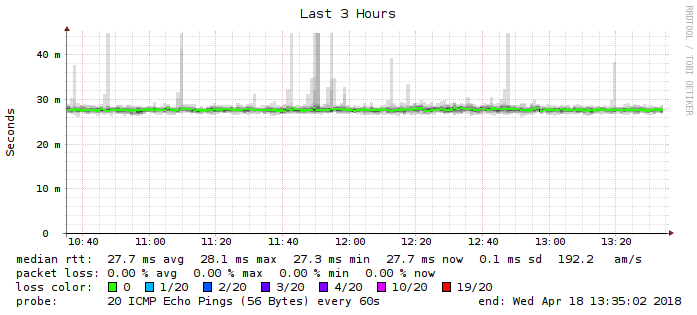 Last 3 Hours
RRDTOOL / TOBI OETIKER
Seconds
40 m
30 m
20 m
10 m
0
10:40 11:00 11:20 11:40 12:00 12:20 12:40 13:00 13:20
median rtt: 27.7 ms avg 28.1 ms max 27.3 ms min 27.7 ms now 0.1 ms sd 192.2 am/s
packet loss: 0.00 % avg 0.00 % max 0.00 % min 0.00 % now
loss color: 0 1/20 2/20 3/20 4/20 10/20 19/20
probe: 20 ICMP Echo Pings (56 Bytes) every 60s end: Wed Apr 18 13:35:02 2018